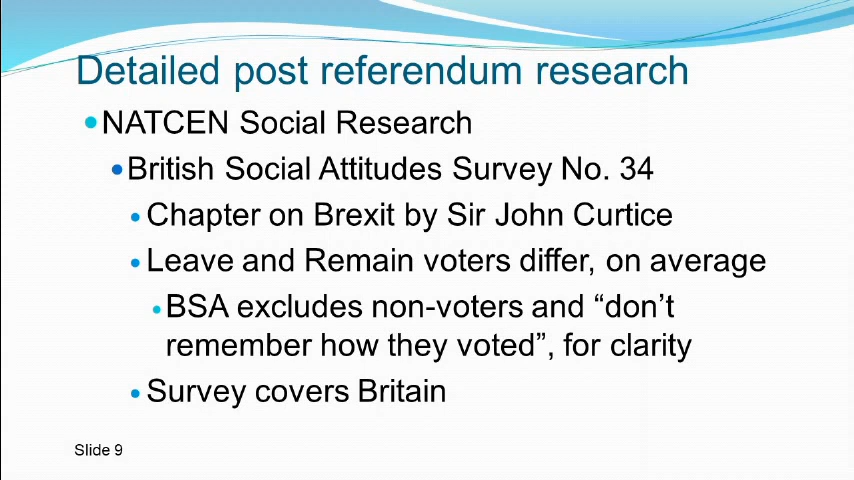 Detailed post referendum research
NATCEN Social Research
British Social Attitudes Survey No. 34
Chapter on Brexit by Sir John Curtice
Leave and Remain voters differ, on average
BSA excludes non-voters and “don’t
remember how they voted”, for clarity
Survey covers Britain
Slide 9